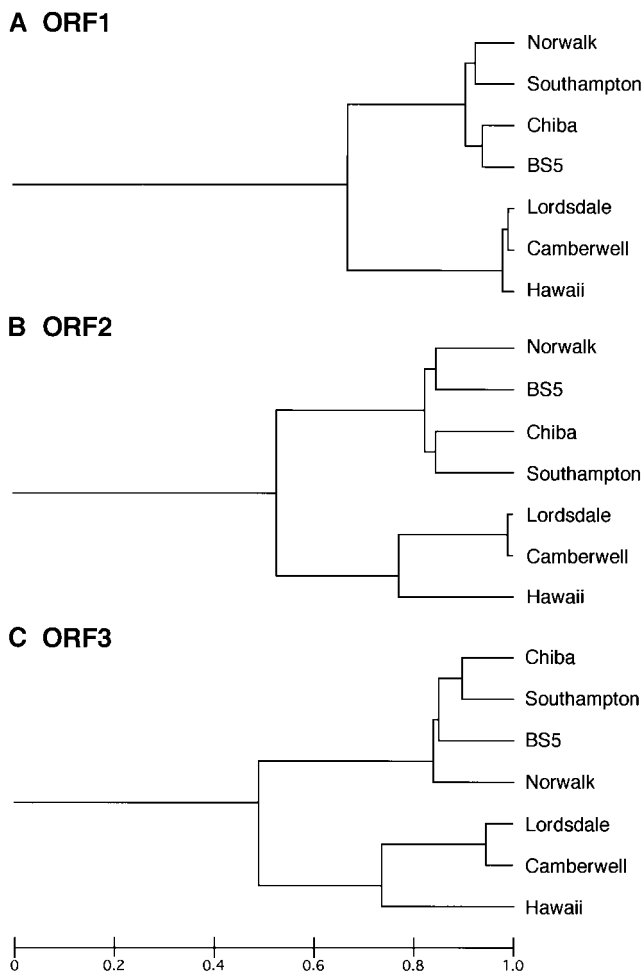 A ORF1
Norwalk
Southampton
Chiba
BS5
Lordsdale
Camberwell
Hawaii
B ORF2
Norwalk
BS5
Chiba
Southampton
Lordsdale
Camberwell
Hawaii
C ORF3
Chiba
Southampton
BS5
Norwalk
Lordsdale
Camberwell
Hawaii
0 0.2 0.4 0.6 0.8 1.0